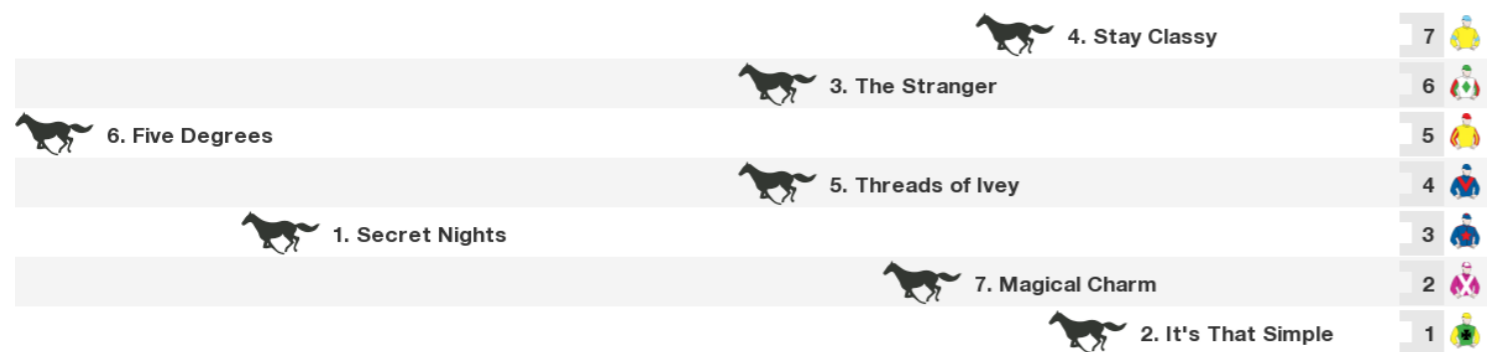 4. Stay Classy 7
3. The Stranger 6
6. Five Degrees 5
5. Threads of Ivey 4
1. Secret Nights 3
7. Magical Charm 2
2. It's That Simple 1